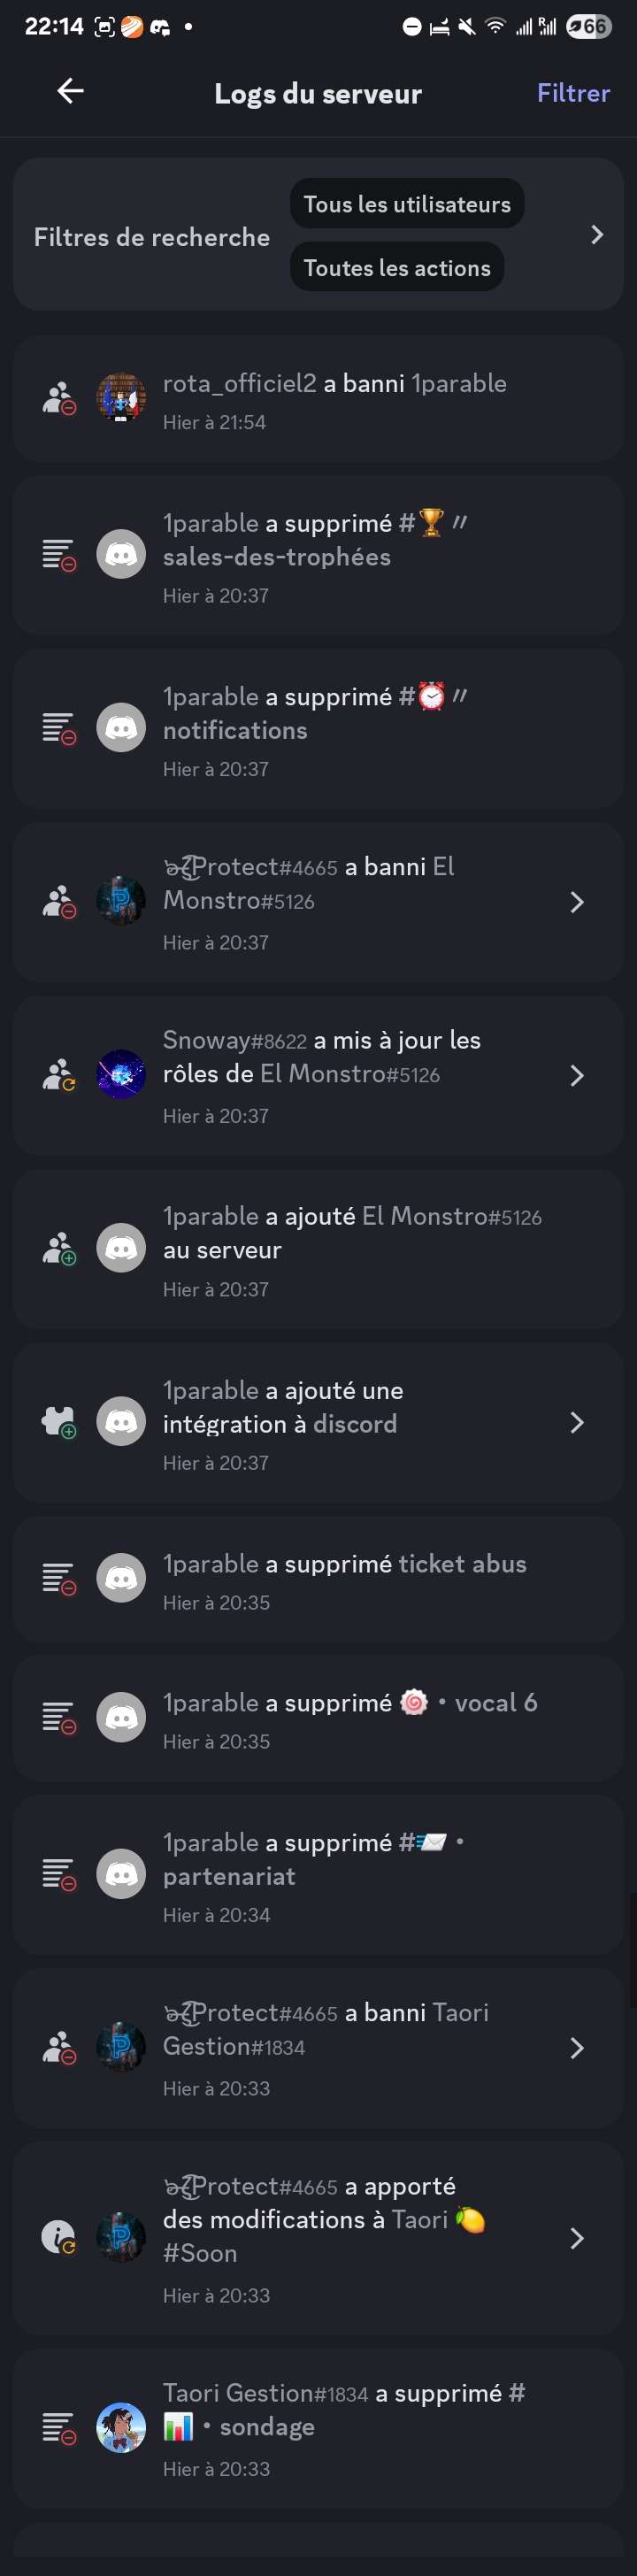 22:14
66
Logs du serveur
Filtrer
Tous les utilisateurs
Filtres de recherche
Toutes les actions
rota_officiel2 a banni 1parable
Hier à 21:54
1parable a supprimé #🏆〃
sales-des-trophées
Hier à 20:37
1parable a supprimé #⏰〃
notifications
Hier à 20:37
Protect#4665 a banni El
Monstro#5126
Hier à 20:37
Snoway#8622 a mis à jour les
rôles de El Monstro#5126
Hier à 20:37
1parable a ajouté El Monstro#5126
au serveur
Hier à 20:37
1parable a ajouté une
intégration à discord
Hier à 20:37
1parable a supprimé ticket abus
Hier à 20:35
1parable a supprimé 🍥・vocal 6
Hier à 20:35
1parable a supprimé #📨・
partenariat
Hier à 20:34
Protect#4665 a banni Taori
Gestion#1834
Hier à 20:33
Protect#4665 a apporté
des modifications à Taori 🍋
#Soon
Hier à 20:33
Taori Gestion#1834 a supprimé #
📊・sondage
Hier à 20:33